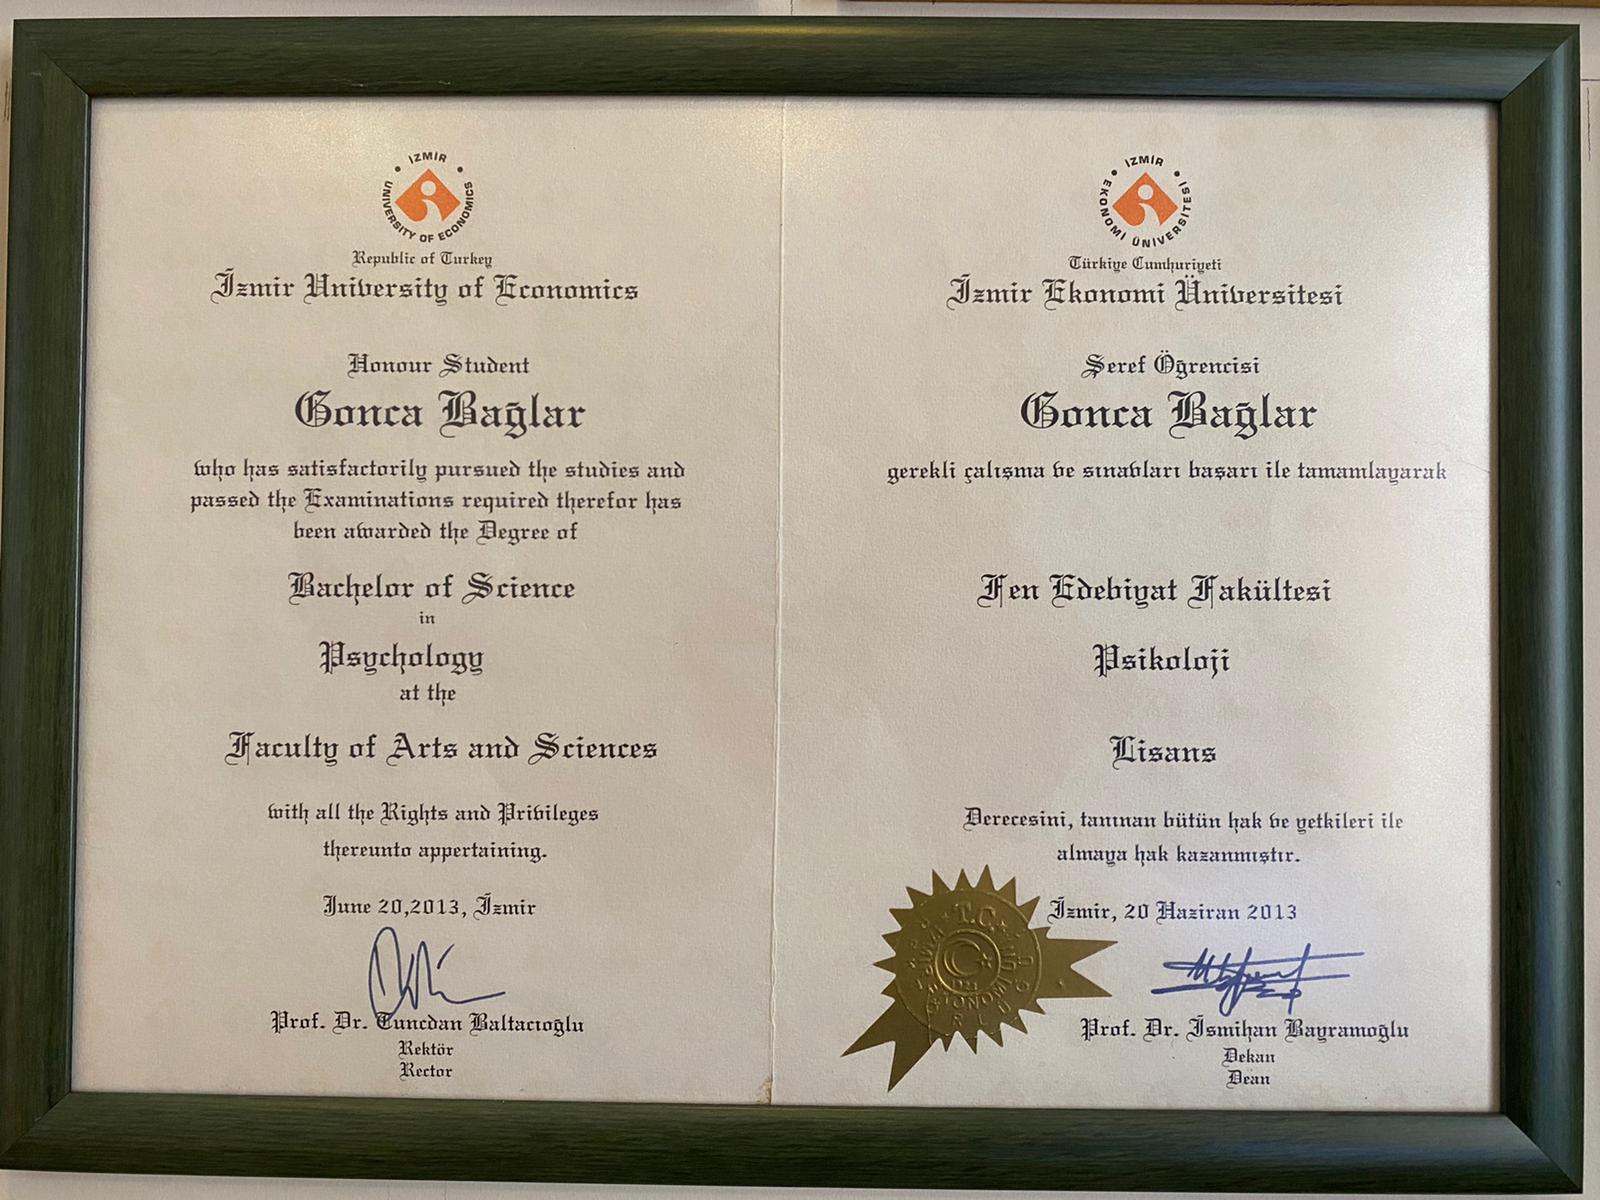 İZMİR
UNIVERSITY OF ECONOMICS
Republic of Turkey
İzmir University of Economics
Honour Student
Gonca Bağlar
who has satisfactorily pursued the studies and
passed the Examinations required therefor has
been awarded the Degree of
Bachelor of Science
in
Psychology
at the
Faculty of Arts and Sciences
with all the Rights and Privileges
thereunto appertaining.
June 20,2013, İzmir
Prof. Dr. Tuncdan Baltacıoğlu
Rektör
Rector
İZMİR
EKONOMİ ÜNİVERSİTESİ
Türkiye Cumhuriyeti
İzmir Ekonomi Üniversitesi
Şeref Öğrencisi
Gonca Bağlar
gerekli çalışma ve sınavları başarı ile tamamlayarak
Fen Edebiyat Fakültesi
Psikoloji
Lisans
Derecesini, tanınan bütün hak ve yetkileri ile
almaya hak kazanmıştır.
İzmir, 20 Haziran 2013
T.C.
Prof. Dr. İsmihan Bayramoğlu
Dekan
Dean